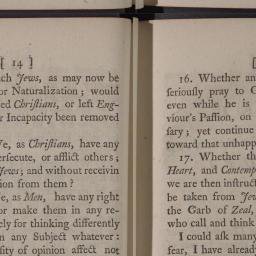 [ 14 ]
ch Jews, as may now be
or Naturalization; would
ed Christians, or left Eng-
r Incapacity been removed
e, as Christians, have any
ersecute, or afflict others;
Jews; and without receivin
ion from them?
e, as Men, have any right
or make them in any re-
ely for thinking differently
n any Subject whatever:
sity of opinion affect not
[
16. Whether an
seriously pray to G
even while he is
viour's Passion, on
sary; yet continue
toward that unhapp
17. Whether th
Heart, and Contemp
we are then instruct
be taken from Jew
the Garb of Zeal,
who call and think
I could ask many
fear, I have already